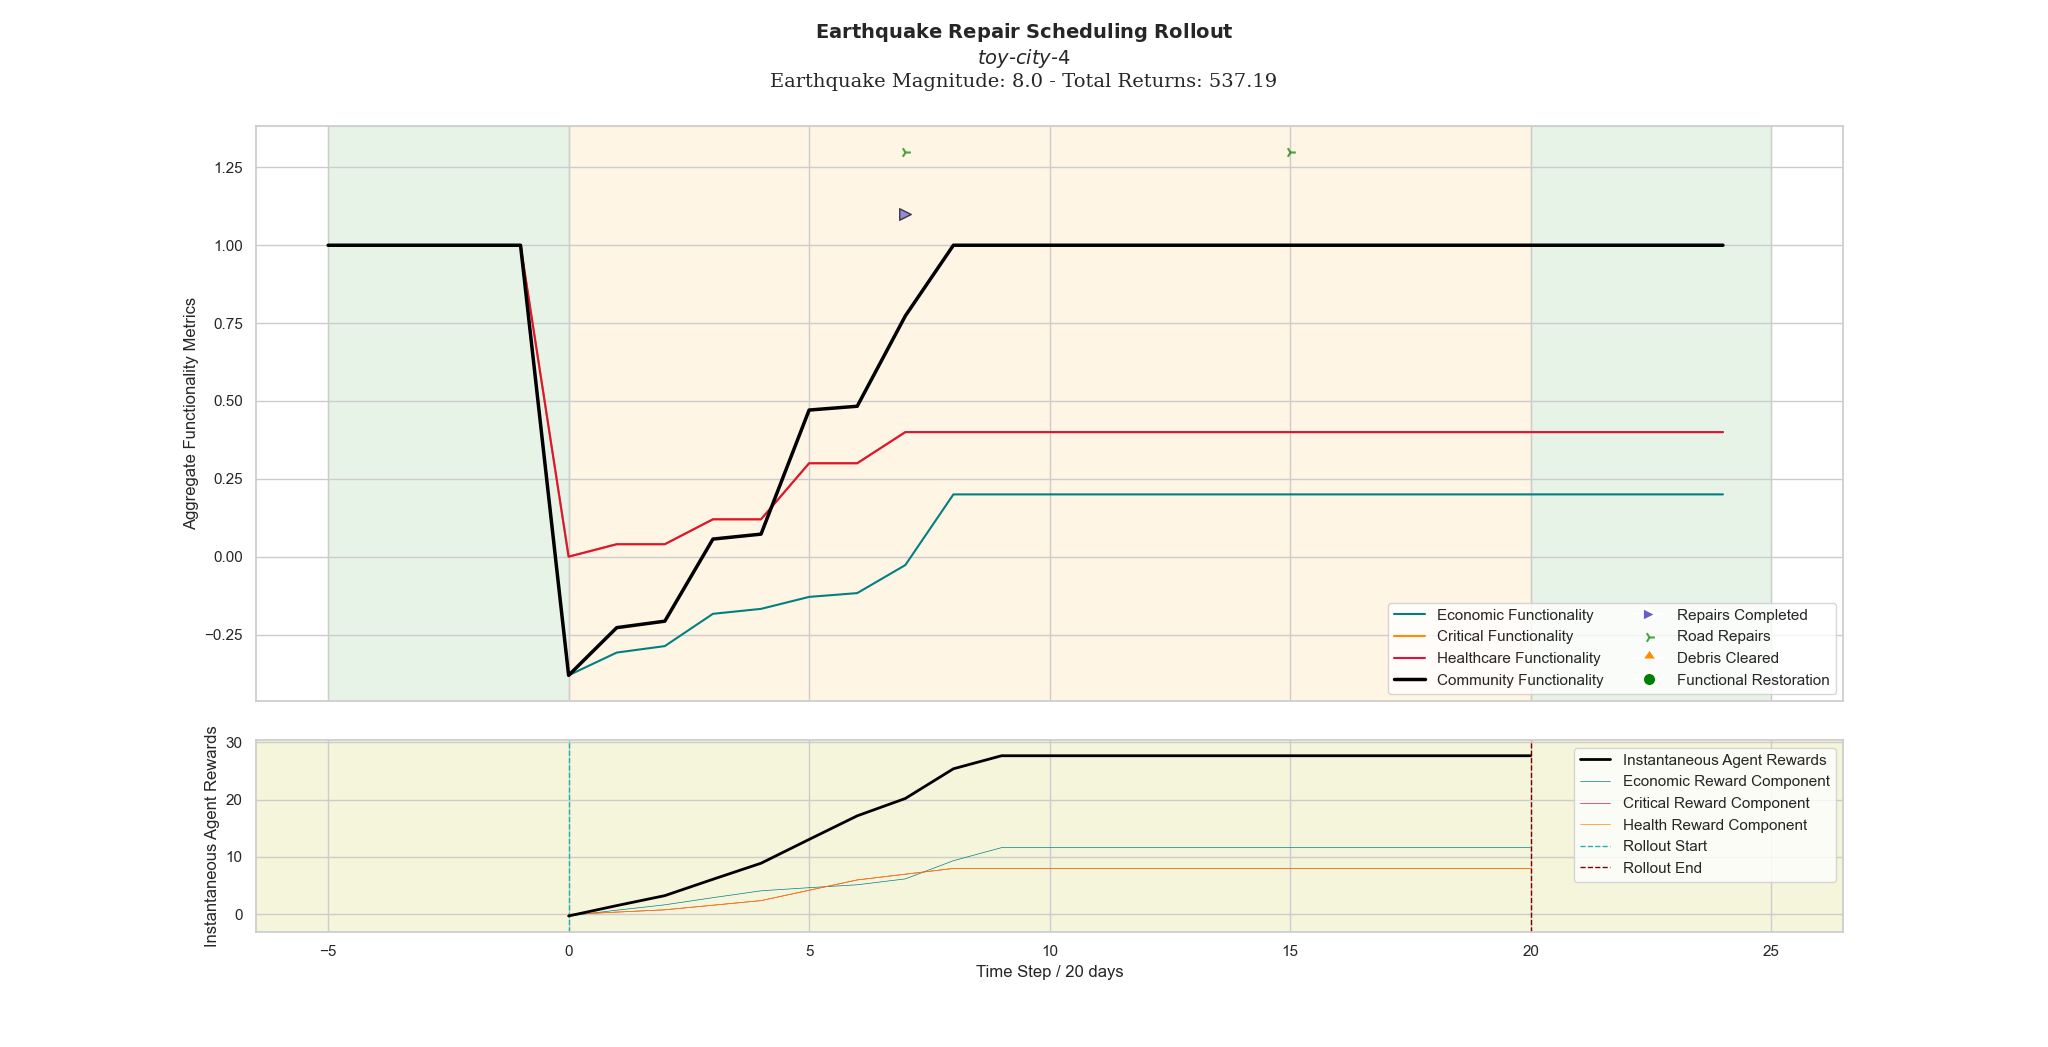 Earthquake Repair Scheduling Rollout
toy-city-4
Earthquake Magnitude: 8.0 - Total Returns: 537.19
Aggregate Functionality Metrics
1.25
1.00
0.75
0.50
0.25
0.00
−0.25
Economic Functionality
Critical Functionality
Healthcare Functionality
Community Functionality
Repairs Completed
Road Repairs
Debris Cleared
Functional Restoration
Instantaneous Agent Rewards
30
20
10
0
Instantaneous Agent Rewards
Economic Reward Component
Critical Reward Component
Health Reward Component
Rollout Start
Rollout End
−5 0 5 10 15 20 25
Time Step / 20 days